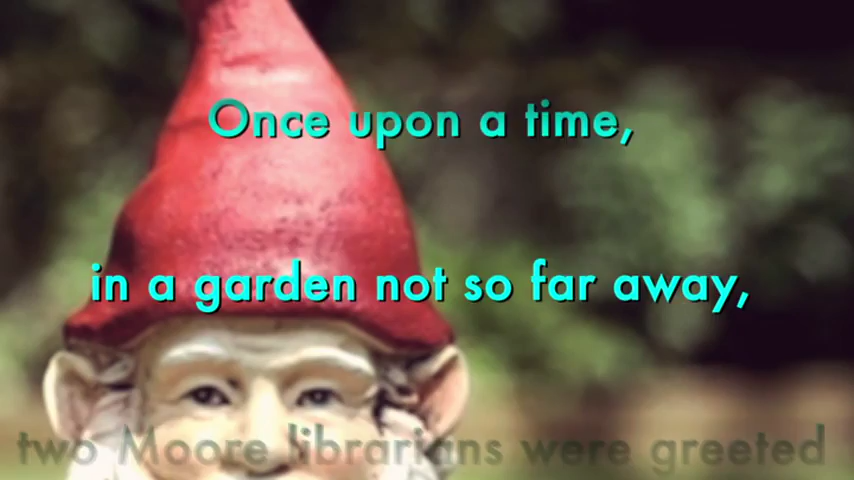 Once upon a time,
in a garden not so far away,
two Moore librarians were greeted